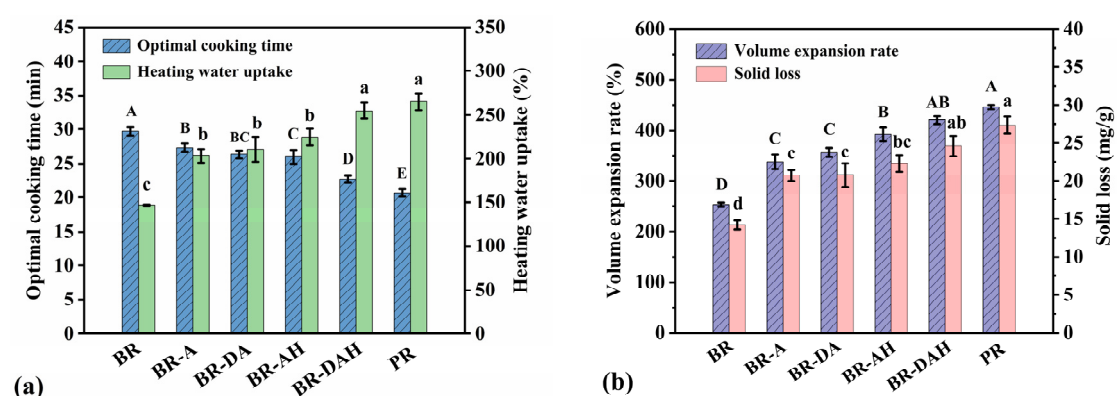 45
40
35
30
25
20
15
10
5
0
Optimal cooking time (min)
Optimal cooking time
Heating water uptake
A
c
B
b
BC
b
C
b
D
a
E
a
350
300
250
200
150
100
50
0
Heating water uptake (%)
BR
BR-A
BR-DA
BR-AH
BR-DAH
PR
(a)
600
500
400
300
200
100
0
Volume expansion rate (%)
Volume expansion rate
Solid loss
D
d
C
c
C
c
B
bc
AB
ab
A
a
40
35
30
25
20
15
10
5
0
Solid loss (mg/g)
BR
BR-A
BR-DA
BR-AH
BR-DAH
PR
(b)